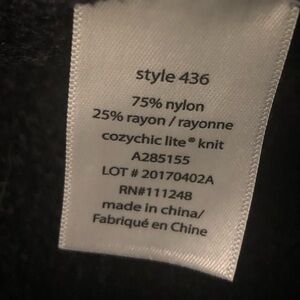 style 436
75% nylon
25% rayon / rayonne
cozychic lite® knit
A285155
LOT # 20170402A
RN#111248
made in china/
Fabriqué en Chine